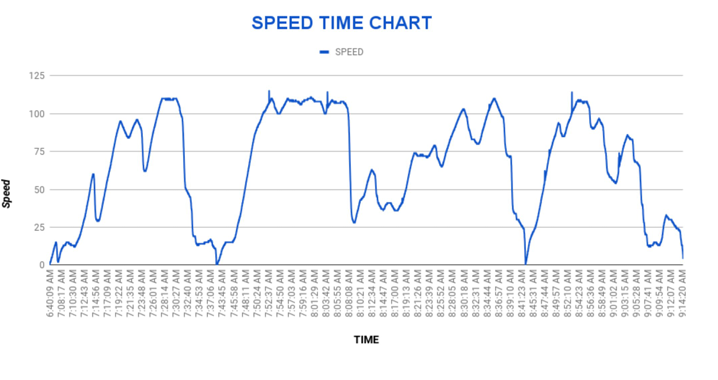 SPEED TIME CHART
SPEED
125
100
75
50
25
0
Speed
6:40:09 AM
7:08:17 AM
7:10:30 AM
7:12:43 AM
7:14:56 AM
7:17:09 AM
7:19:22 AM
7:21:35 AM
7:23:48 AM
7:26:01 AM
7:28:14 AM
7:30:27 AM
7:32:40 AM
7:34:53 AM
7:37:06 AM
7:43:45 AM
7:45:58 AM
7:48:11 AM
7:50:24 AM
7:52:37 AM
7:54:50 AM
7:57:03 AM
7:59:16 AM
8:01:29 AM
8:03:42 AM
8:05:55 AM
8:08:08 AM
8:10:21 AM
8:12:34 AM
8:14:47 AM
8:17:00 AM
8:19:13 AM
8:21:26 AM
8:23:39 AM
8:25:52 AM
8:28:05 AM
8:30:18 AM
8:32:31 AM
8:34:44 AM
8:36:57 AM
8:39:10 AM
8:41:23 AM
8:45:31 AM
8:47:44 AM
8:49:57 AM
8:52:10 AM
8:54:23 AM
8:56:36 AM
8:58:49 AM
9:01:02 AM
9:03:15 AM
9:05:28 AM
9:07:41 AM
9:09:54 AM
9:12:07 AM
9:14:20 AM
TIME